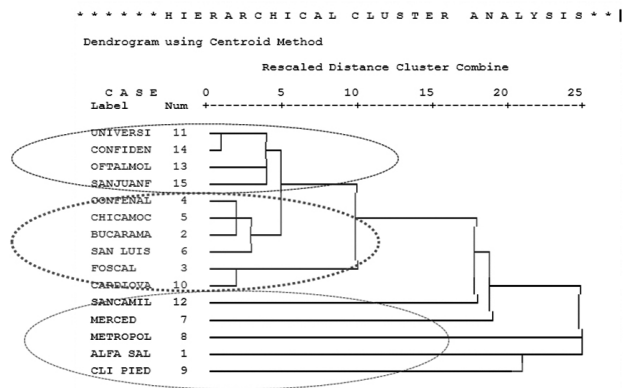 * * * * * * H I E R A R C H I C A L  C L U S T E R  A N A L Y S I S * * |
Dendrogram using Centroid Method
Rescaled Distance Cluster Combine
C A S E 0 5 10 15 20 25
Label Num
UNIVERSI 11
CONFIDEN 14
OFTALMOL 13
SANJUANF 15
COMFENAL 4
CHICAMOC 5
BUCARAMA 2
SAN LUIS 6
FOSCAL 3
CARDIOVA 10
SANCAMIL 12
MERCED 7
METROPOL 8
ALFA SAL 1
CLI PIED 9